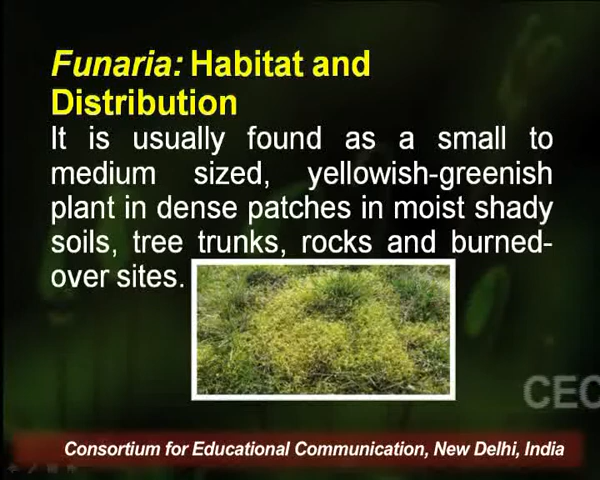 Funaria: Habitat and
Distribution
It is usually found as a small to
medium sized, yellowish-greenish
plant in dense patches in moist shady
soils, tree trunks, rocks and burned-
over sites.
CEC
Consortium for Educational Communication, New Delhi, India